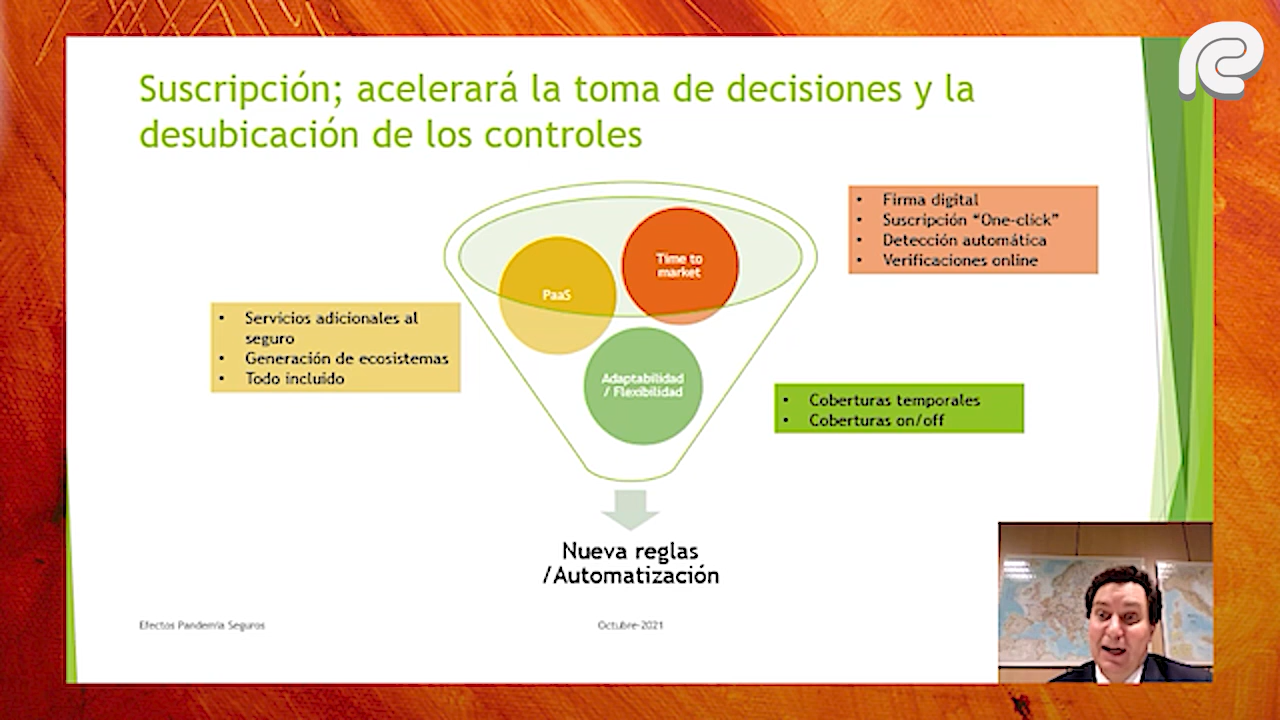 Suscripción; acelerará la toma de decisiones y la
desubicación de los controles
• Firma digital
• Suscripción “One-click”
• Detección automática
• Verificaciones online
Time to
market
PaaS
• Servicios adicionales al
seguro
• Generación de ecosistemas
• Todo incluido
Adaptabilidad
/ Flexibilidad
• Coberturas temporales
• Coberturas on/off
Nueva reglas
/Automatización
Efectos Pandemia Seguros
Octubre-2021